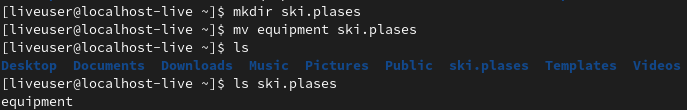 [liveuser@localhost-live ~]$ mkdir ski.plases
[liveuser@localhost-live ~]$ mv equipment ski.plases
[liveuser@localhost-live ~]$ ls
Desktop  Documents  Downloads  Music  Pictures  Public  ski.plases  Templates  Videos
[liveuser@localhost-live ~]$ ls ski.plases
equipment